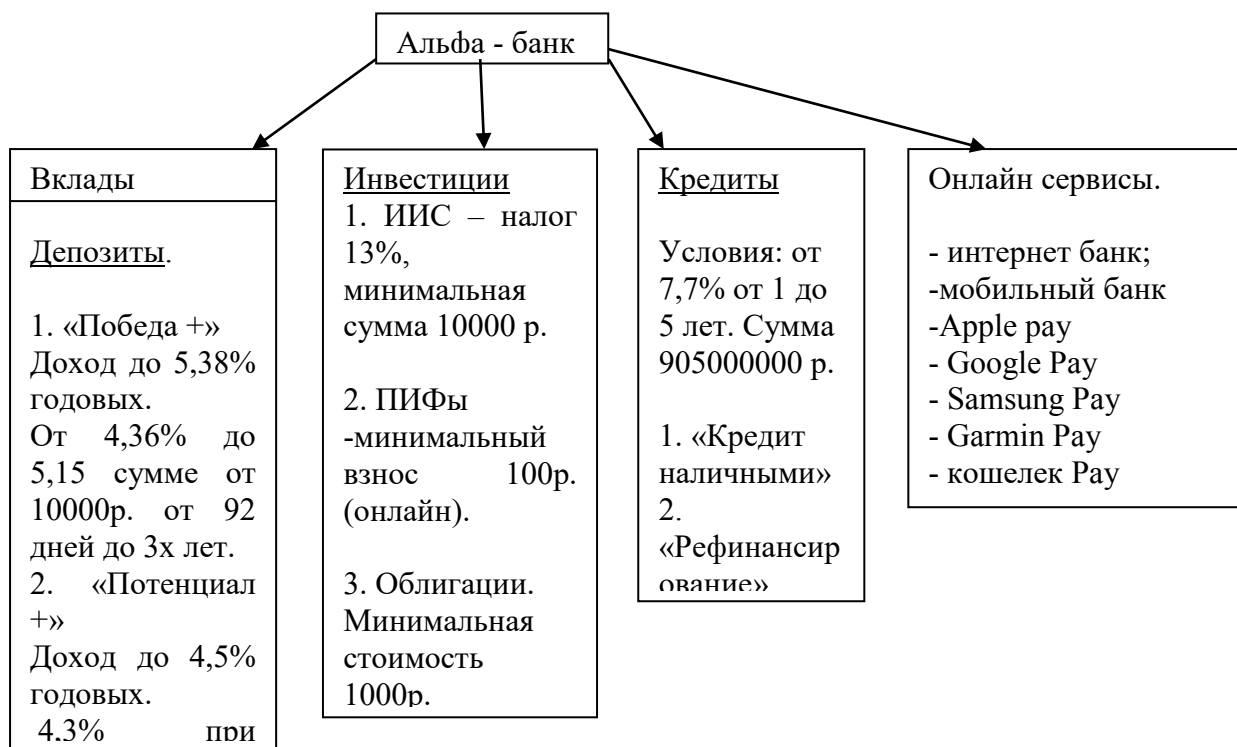 Альфа - банк
Вклады
Депозиты.
1. «Победа +»
Доход до 5,38%
годовых.
От 4,36% до
5,15 сумме от
10000р. от 92
дней до 3х лет.
2. «Потенциал
+»
Доход до 4,5%
годовых.
4,3% при
Инвестиции
1. ИИС – налог
13%,
минимальная
сумма 10000 р.
2. ПИФы
-минимальный
взнос 100р.
(онлайн).
3. Облигации.
Минимальная
стоимость
1000р.
Кредиты
Условия: от
7,7% от 1 до
5 лет. Сумма
905000000 р.
1. «Кредит
наличными»
2.
«Рефинансир
ование»
Онлайн сервисы.
- интернет банк;
-мобильный банк
-Apple pay
- Google Pay
- Samsung Pay
- Garmin Pay
- кошелек Pay